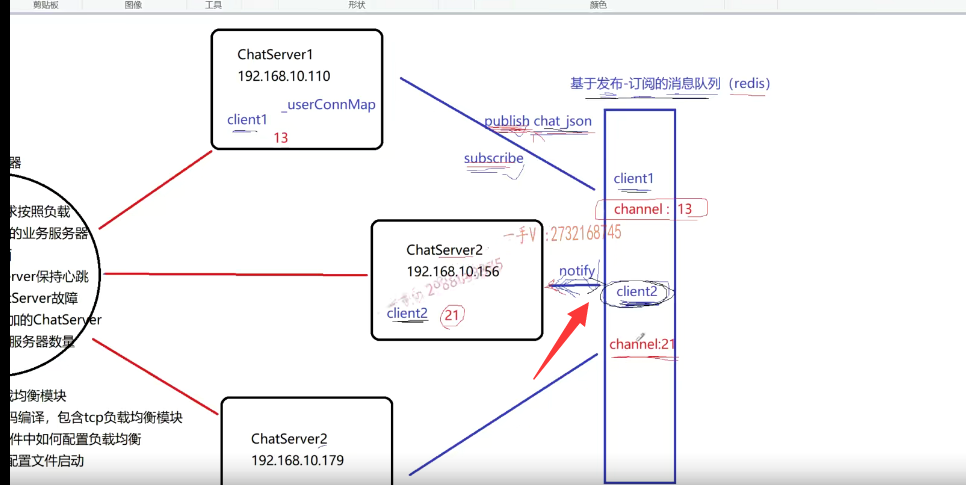 剪贴板
图像
工具
形状
颜色
ChatServer1
192.168.10.110
_userConnMap
client1
13
基于发布-订阅的消息队列（redis）
publish chat_json
subscribe
client1
channel：13
器
求按照负载
的业务服务器
erver保持心跳
Server故障
加的ChatServer
服务器数量
ChatServer2
192.168.10.156
client2
21
一手V:2732168745
notify
client2
channel:21
载均衡模块
码编译，包含tcp负载均衡模块
件中如何配置负载均衡
配置文件启动
ChatServer2
192.168.10.179